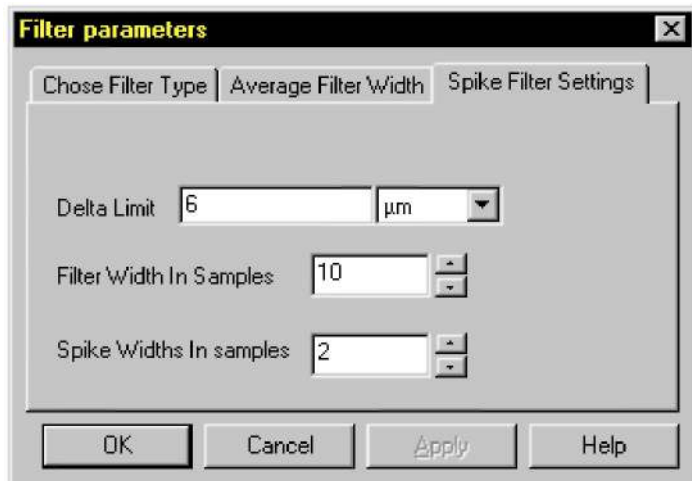 Filter parameters
Chose Filter Type Average Filter Width Spike Filter Settings
Delta Limit 6 µm
Filter Width In Samples 10
Spike Widths In samples 2
OK Cancel Apply Help